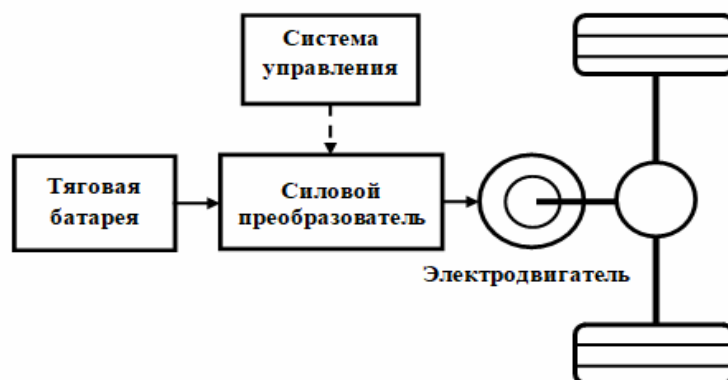 Система
управления
Тяговая
батарея
Силовой
преобразователь
Электродвигатель